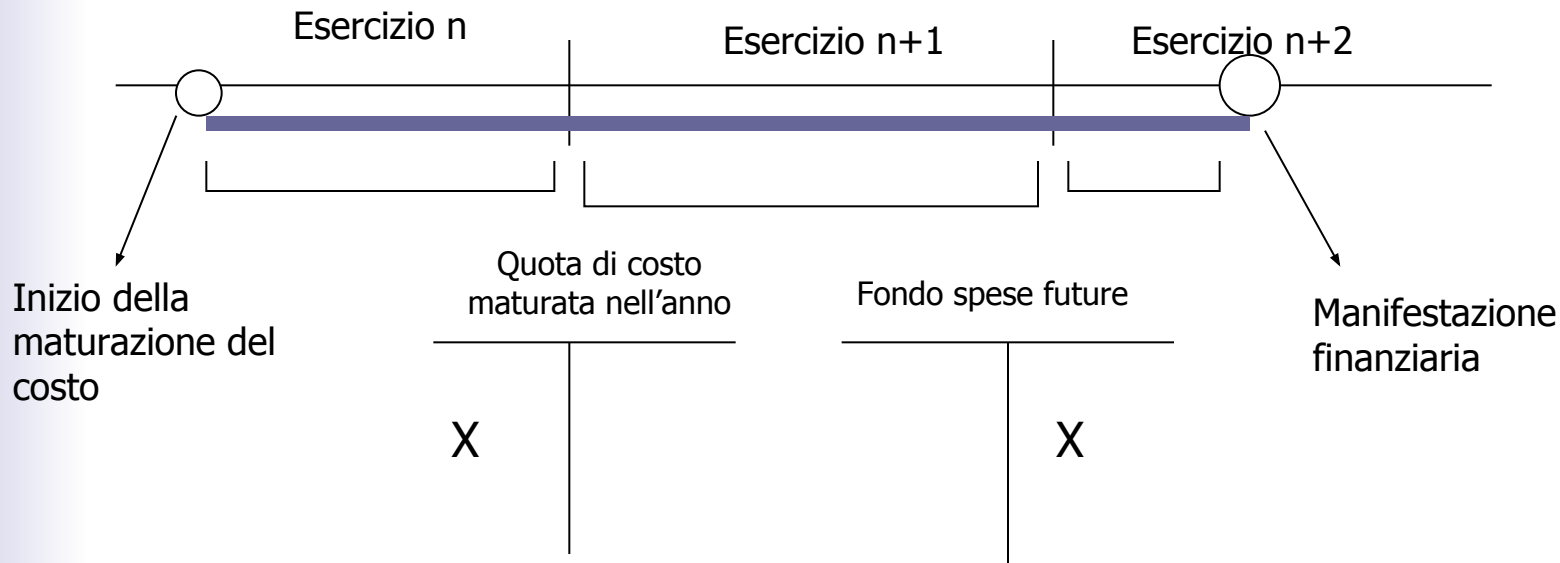 Esercizio n
Esercizio n+1
Esercizio n+2
Inizio della
maturazione del
costo
Quota di costo
maturata nell’anno
Fondo spese future
Manifestazione
finanziaria
X
X